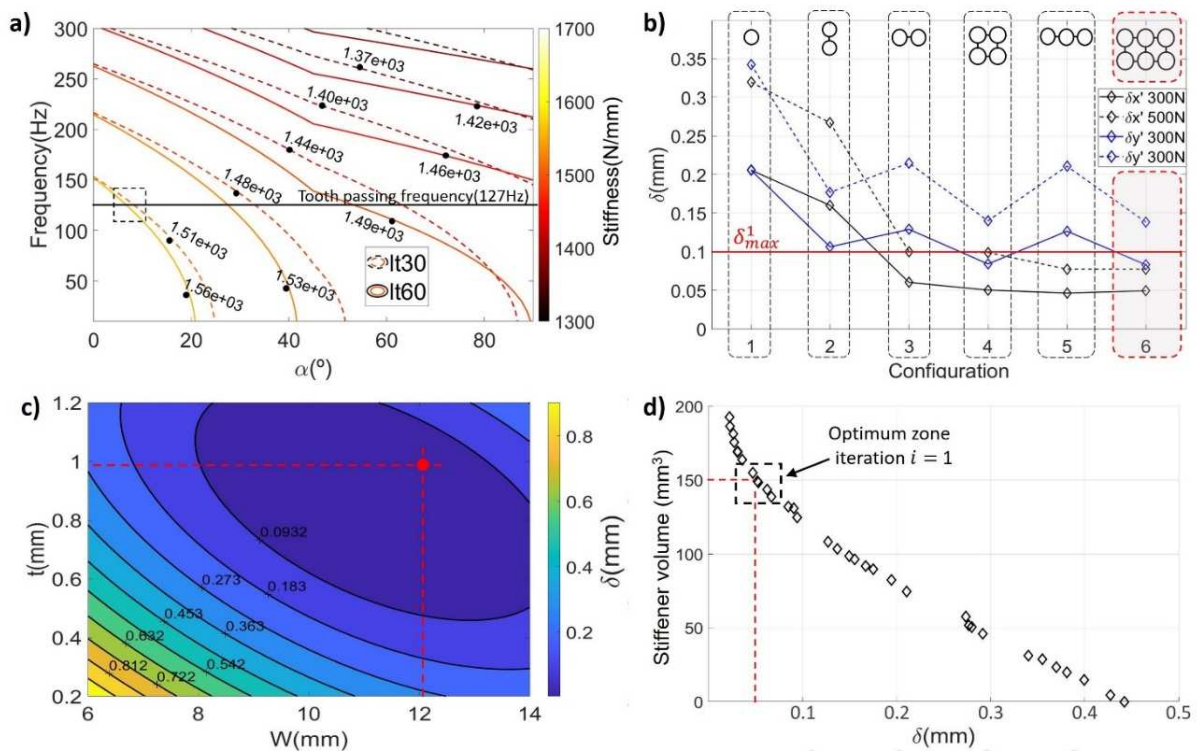 a)
300
250
200
150
100
50
Frequency(Hz)
0
20
40
60
80
α(°)
1.37e+03
1.40e+03
1.42e+03
1.44e+03
1.46e+03
1.48e+03
Tooth passing frequency(127Hz)
1.49e+03
1.51e+03
1.53e+03
1.56e+03
lt30
lt60
1700
1600
1500
1400
1300
Stiffness(N/mm)
b)
0.4
0.35
0.3
0.25
0.2
0.15
0.1
0.05
0
δ(mm)
δx' 300N
δx' 500N
δy' 300N
δy' 300N
δ¹max
1
2
3
4
5
6
Configuration
c)
1.2
1
0.8
0.6
0.4
0.2
t(mm)
0.0932
0.273
0.183
0.453
0.363
0.632
0.542
0.812
0.722
6
8
10
12
14
W(mm)
0.8
0.6
0.4
0.2
δ(mm)
d)
200
150
100
50
0
Stiffener volume (mm³)
Optimum zone
iteration i = 1
0.1
0.2
0.3
0.4
0.5
δ(mm)